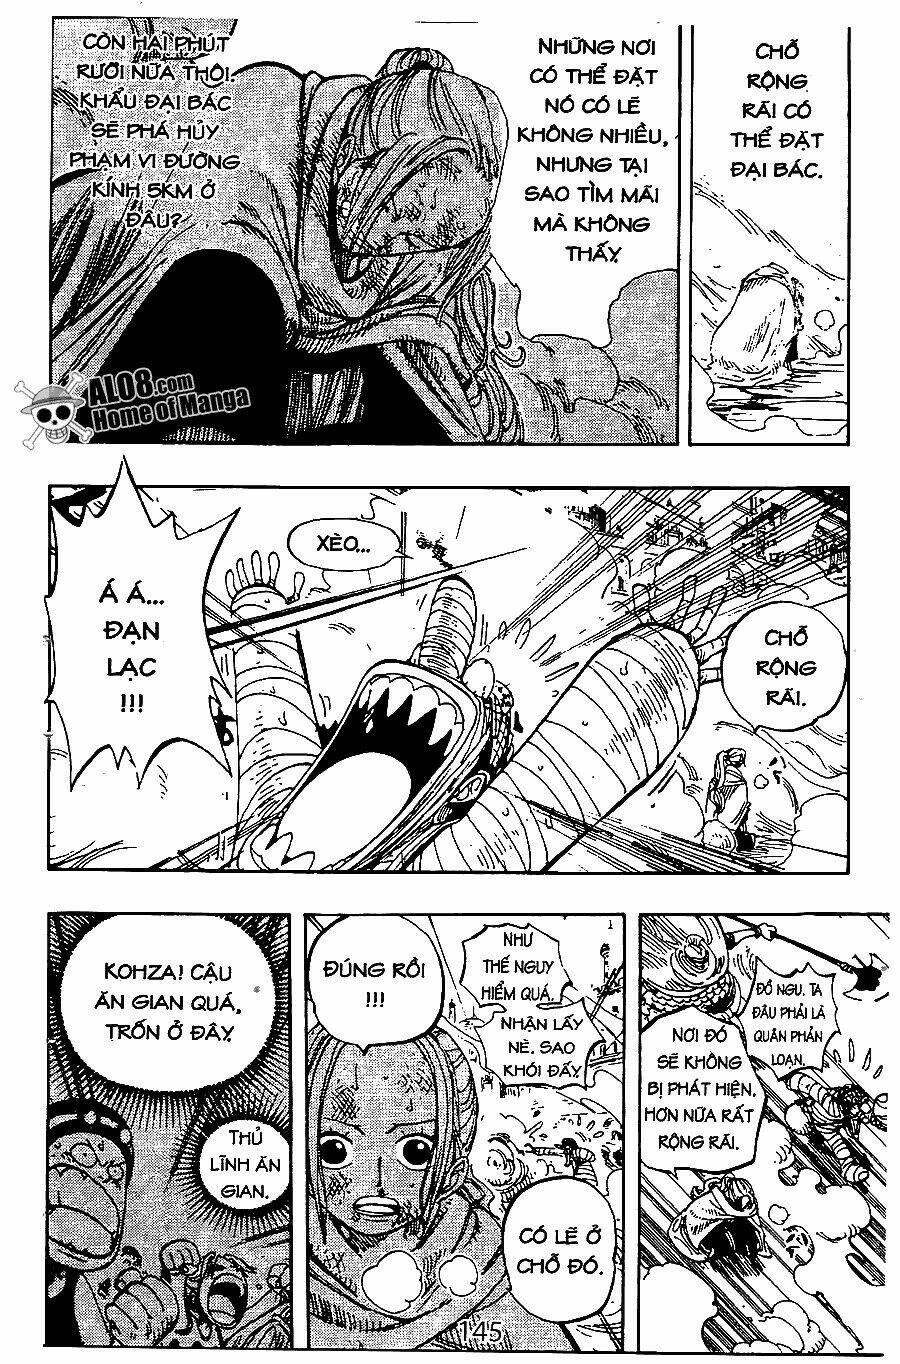 CHỖ
RỘNG
RÃI CÓ
THỂ ĐẶT
ĐẠI BÁC.
NHỮNG NƠI
CÓ THỂ ĐẶT
NÓ CÓ LẼ
KHÔNG NHIỀU,
NHƯNG TẠI
SAO TÌM MÃI
MÀ KHÔNG
THẤY.
CÒN HAI PHÚT
RƯỠI NỮA THÔI.
KHẨU ĐẠI BÁC
SẼ PHÁ HỦY
PHẠM VI ĐƯỜNG
KÍNH 5KM Ở
ĐÂU?
AL08.com
Home of Manga
CHỖ
RỘNG
RÃI.
XÈO...
Á Á...
ĐẠN
LẠC
!!!
ĐỒ NGU. TA
ĐÂU PHẢI LÀ
QUÂN PHẢN
LOẠN.
NƠI ĐÓ
SẼ KHÔNG
BỊ PHÁT HIỆN.
HƠN NỮA RẤT
RỘNG RÃI.
NHƯ
THẾ NGUY
HIỂM QUÁ.
NHẬN LẤY
NÈ. SAO
KHÓI ĐẤY
ĐÚNG RỒI
!!!
CÓ LẼ Ở
CHỖ ĐÓ.
KOHZA! CẬU
ĂN GIAN QUÁ,
TRỐN Ở ĐÂY.
THỦ
LĨNH ĂN
GIAN.
145